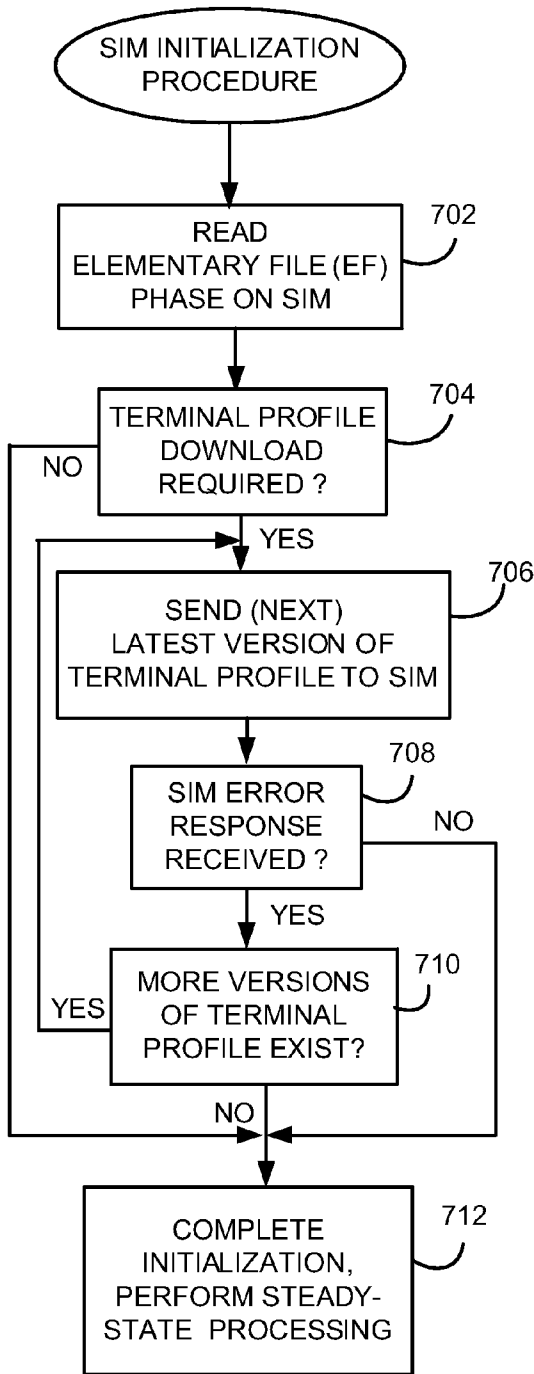 SIM INITIALIZATION
PROCEDURE
702
READ
ELEMENTARY FILE (EF)
PHASE ON SIM
704
TERMINAL PROFILE
DOWNLOAD
REQUIRED ?
NO
YES
706
SEND (NEXT)
LATEST VERSION OF
TERMINAL PROFILE TO SIM
708
SIM ERROR
RESPONSE
RECEIVED ?
NO
YES
710
MORE VERSIONS
OF TERMINAL
PROFILE EXIST?
YES
NO
712
COMPLETE
INITIALIZATION,
PERFORM STEADY-
STATE PROCESSING